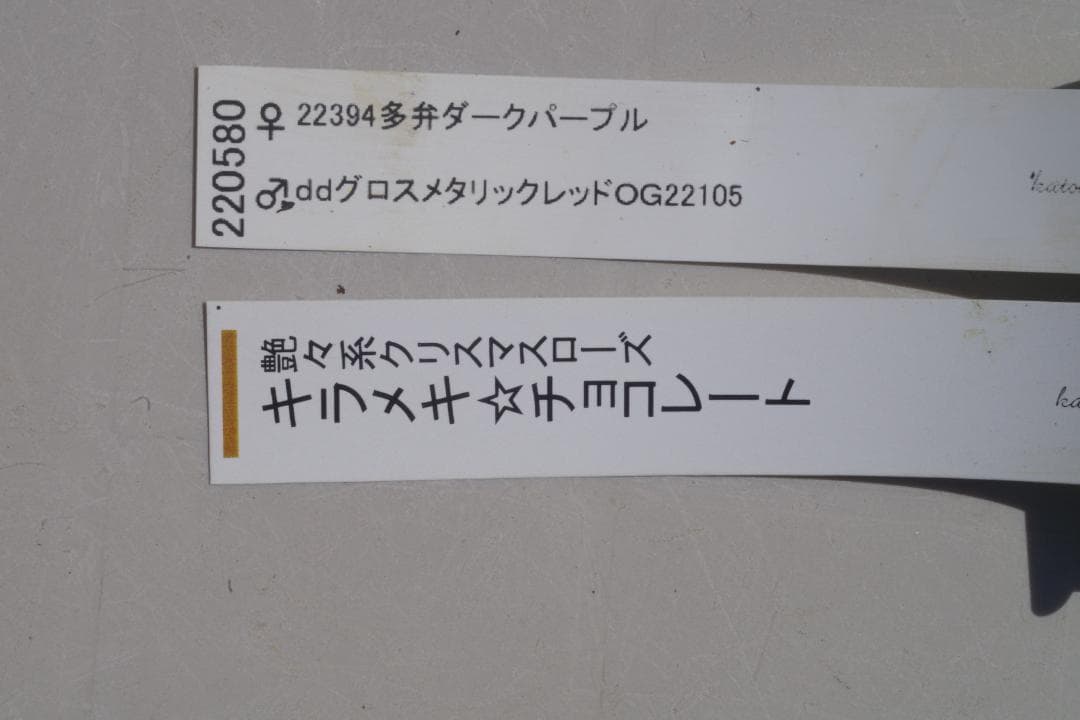 220580
♀ 22394多弁ダークパープル
♂ddグロスメタリックレッドOG22105
艶々系クリスマスローズ
キラメキ☆チョコレート